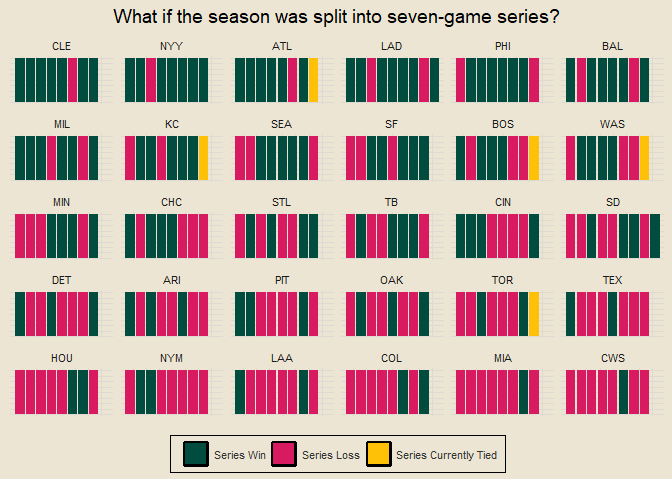 What if the season was split into seven-game series?
CLE NYY ATL LAD PHI BAL
MIL KC SEA SF BOS WAS
MIN CHC STL TB CIN SD
DET ARI PIT OAK TOR TEX
HOU NYM LAA COL MIA CWS
Series Win Series Loss Series Currently Tied